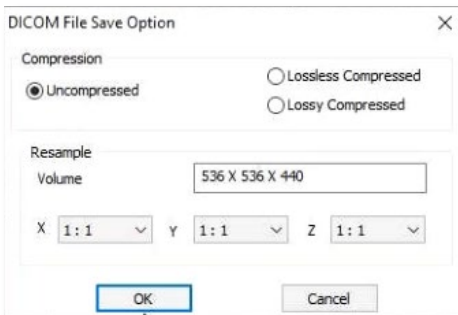 DICOM File Save Option
Compression
Uncompressed
Lossless Compressed
Lossy Compressed
Resample
Volume 536 X 536 X 440
X 1:1 Y 1:1 Z 1:1
OK Cancel